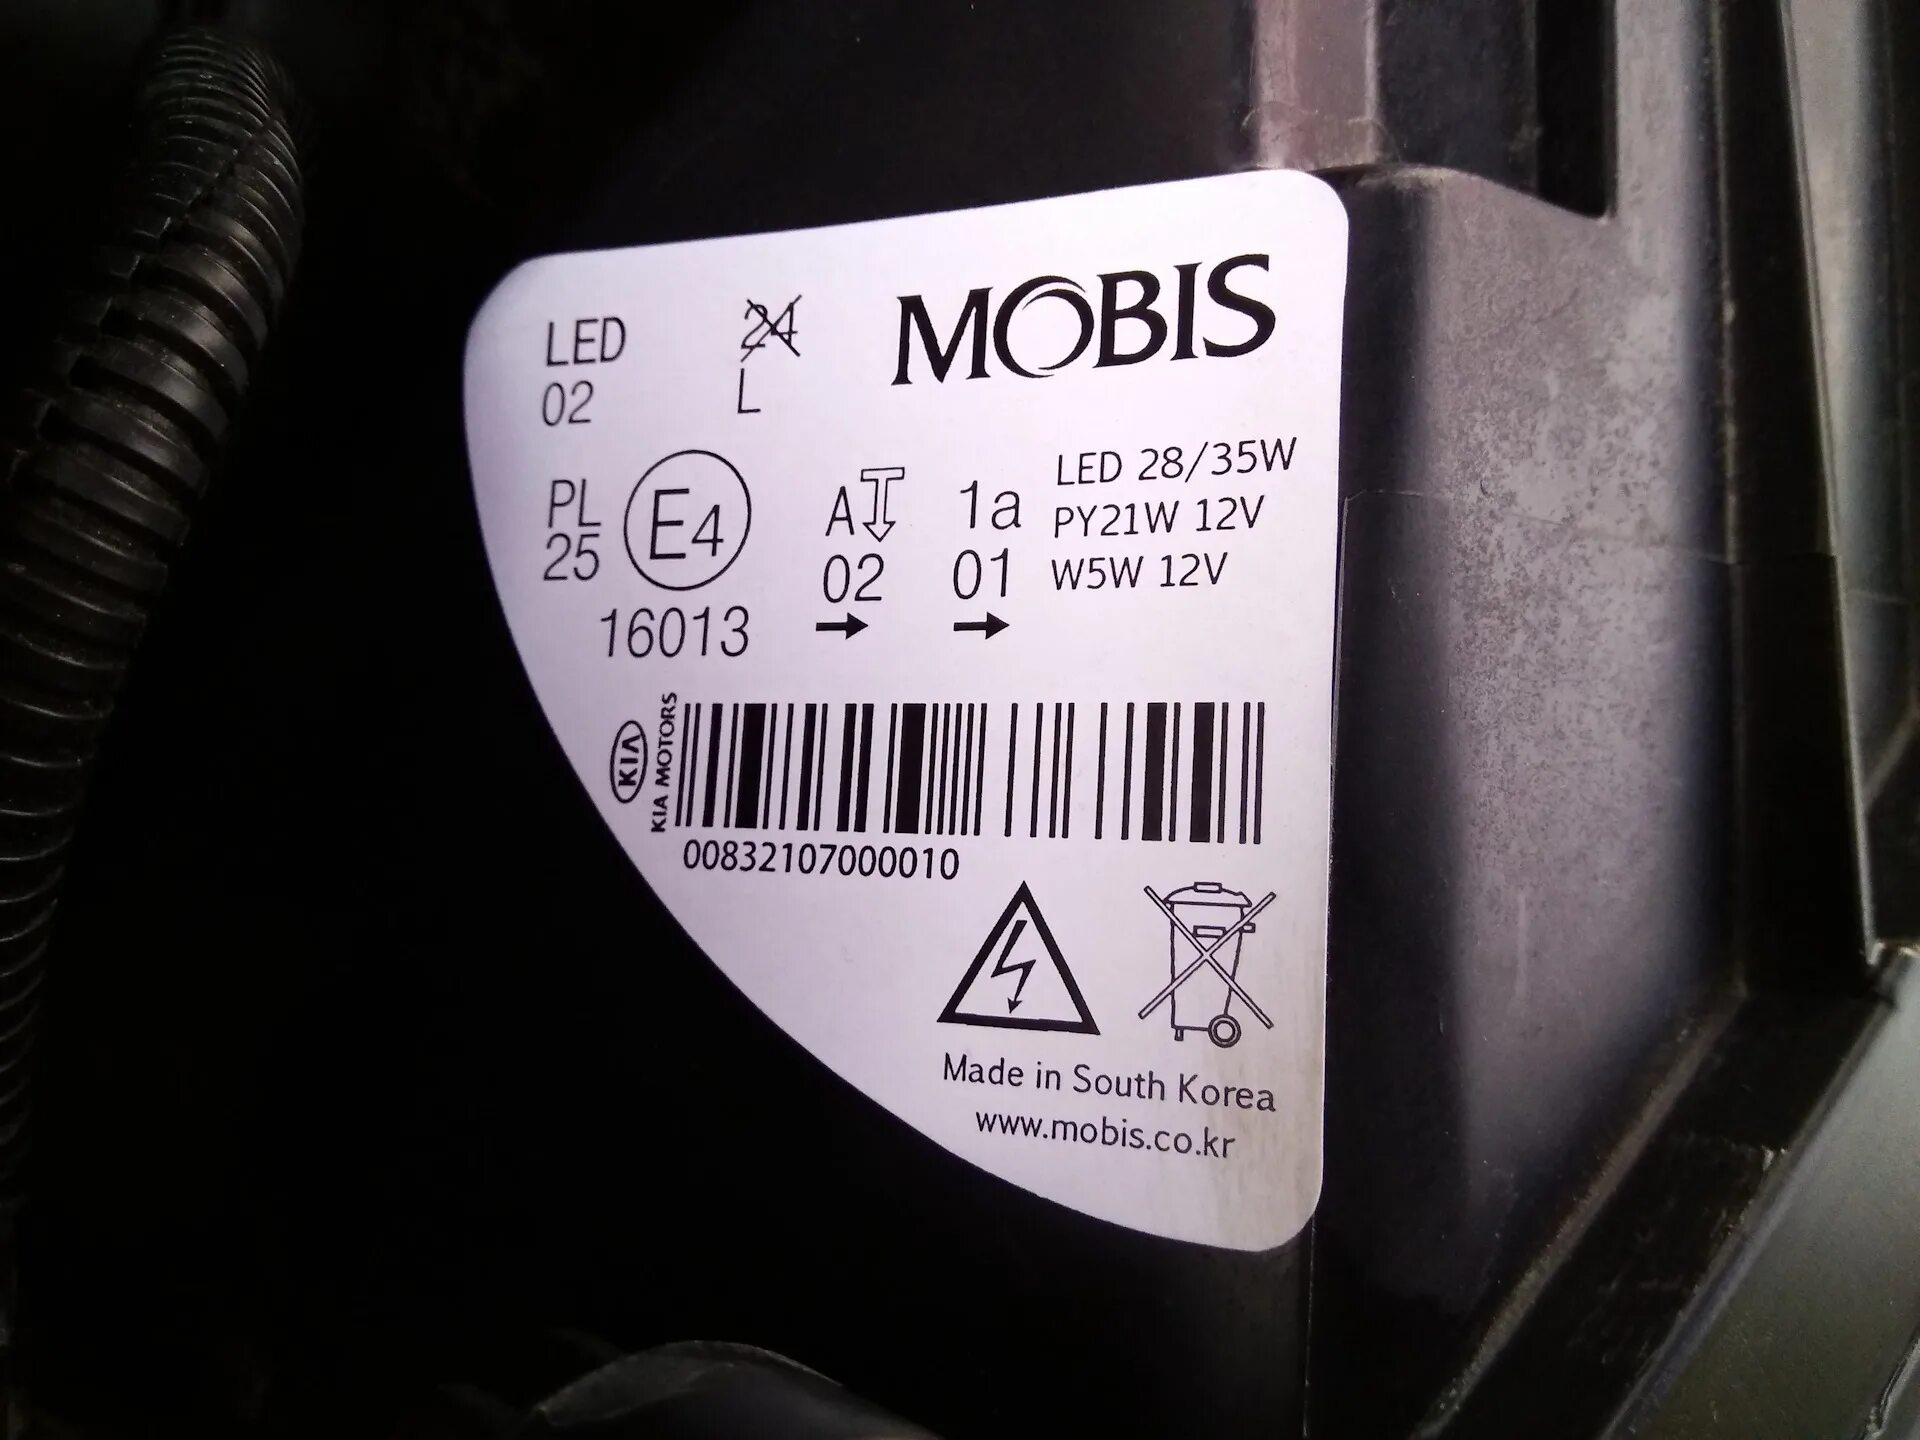 MOBIS
LED 24
02 L
PL E4 A 1a LED 28/35W
25 02 01 PY21W 12V
16013 → → W5W 12V
KIA KIA MOTORS
00832107000010
Made in South Korea
www.mobis.co.kr